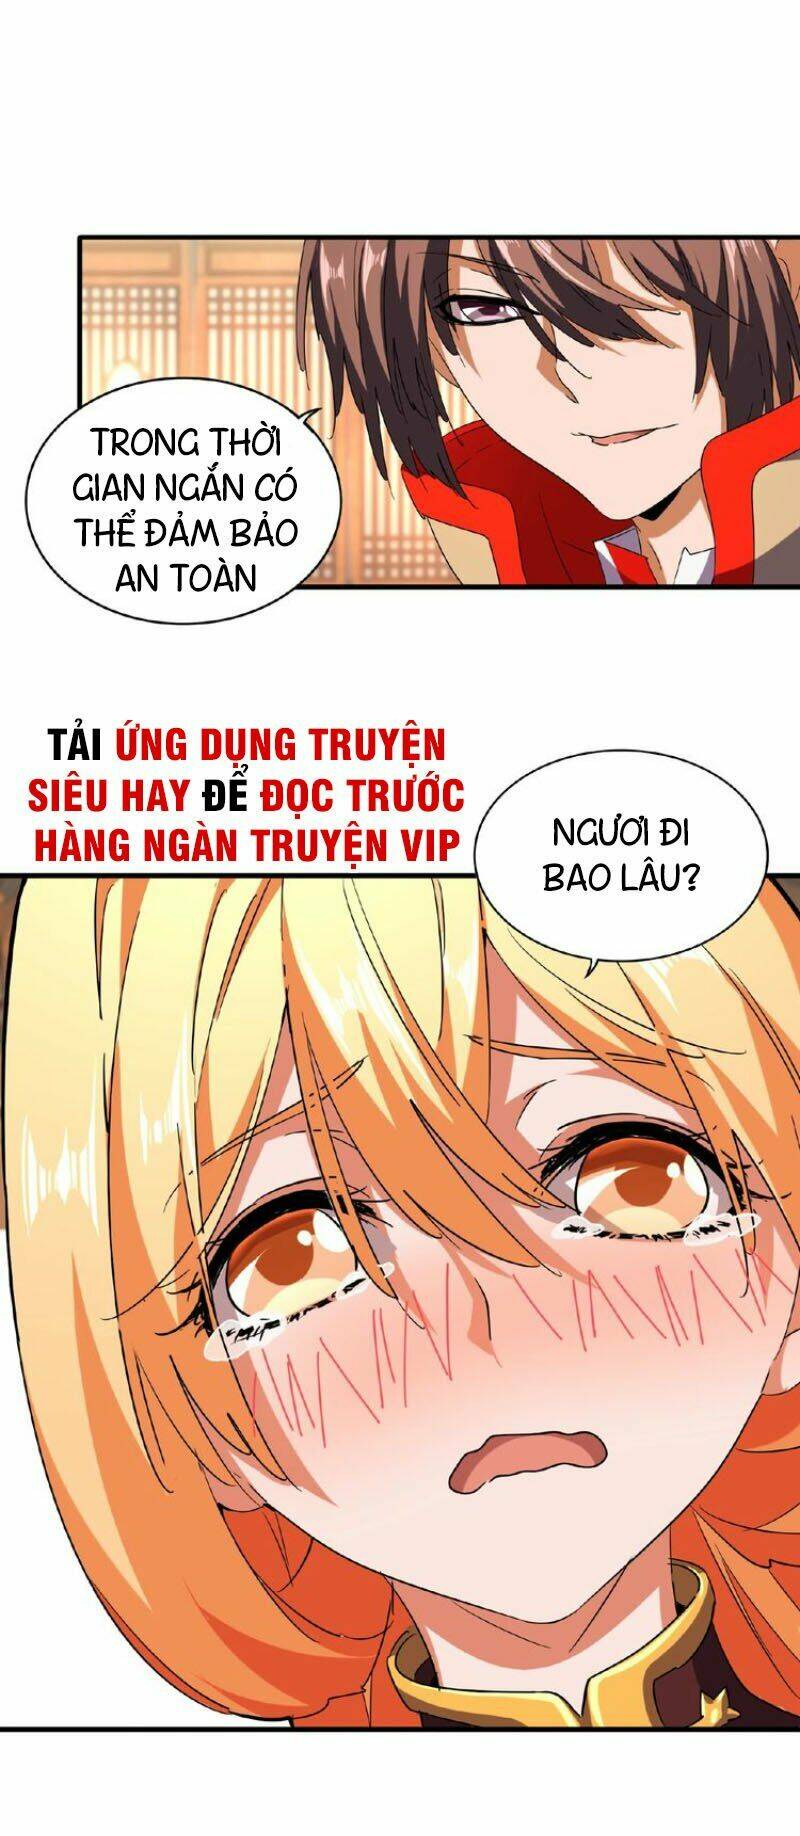 TRONG THỜI
GIAN NGẮN CÓ
THỂ ĐẢM BẢO
AN TOÀN
TẢI ỨNG DỤNG TRUYỆN
SIÊU HAY ĐỂ ĐỌC TRƯỚC
HÀNG NGÀN TRUYỆN VIP
NGƯƠI ĐI
BAO LÂU?